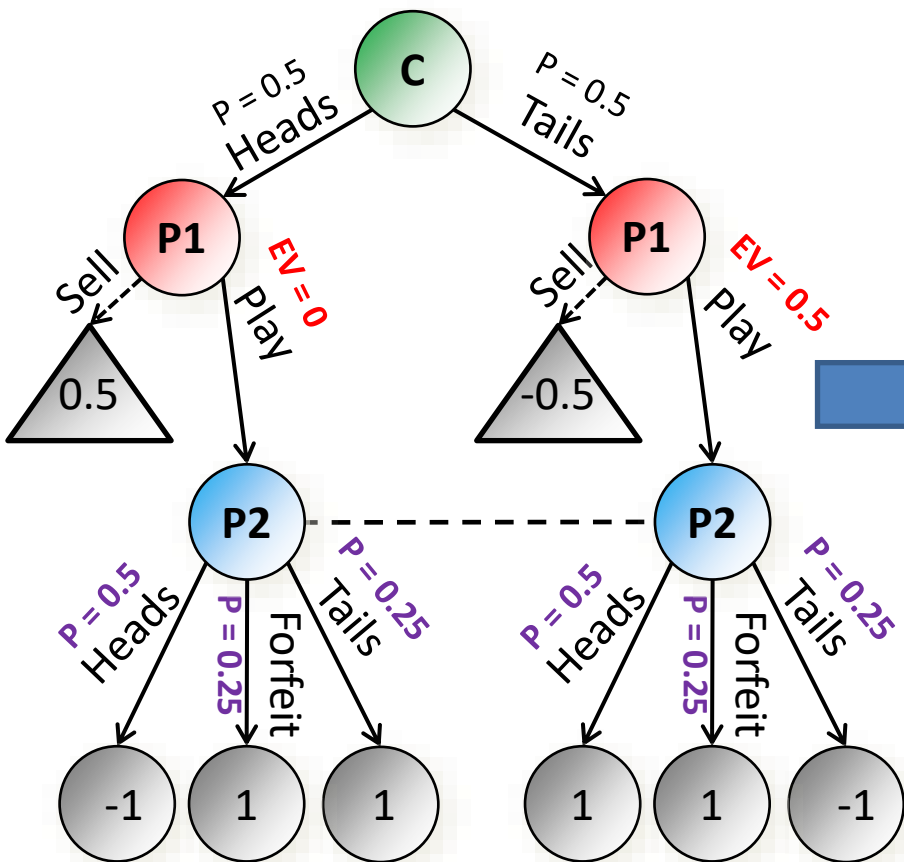 C
P = 0.5
Heads
P = 0.5
Tails
P1
P1
Sell
EV = 0
Play
Sell
EV = 0.5
Play
0.5
-0.5
P2
P2
P = 0.5
Heads
P = 0.25
Forfeit
P = 0.25
Tails
P = 0.5
Heads
P = 0.25
Forfeit
P = 0.25
Tails
-1
1
1
1
1
-1